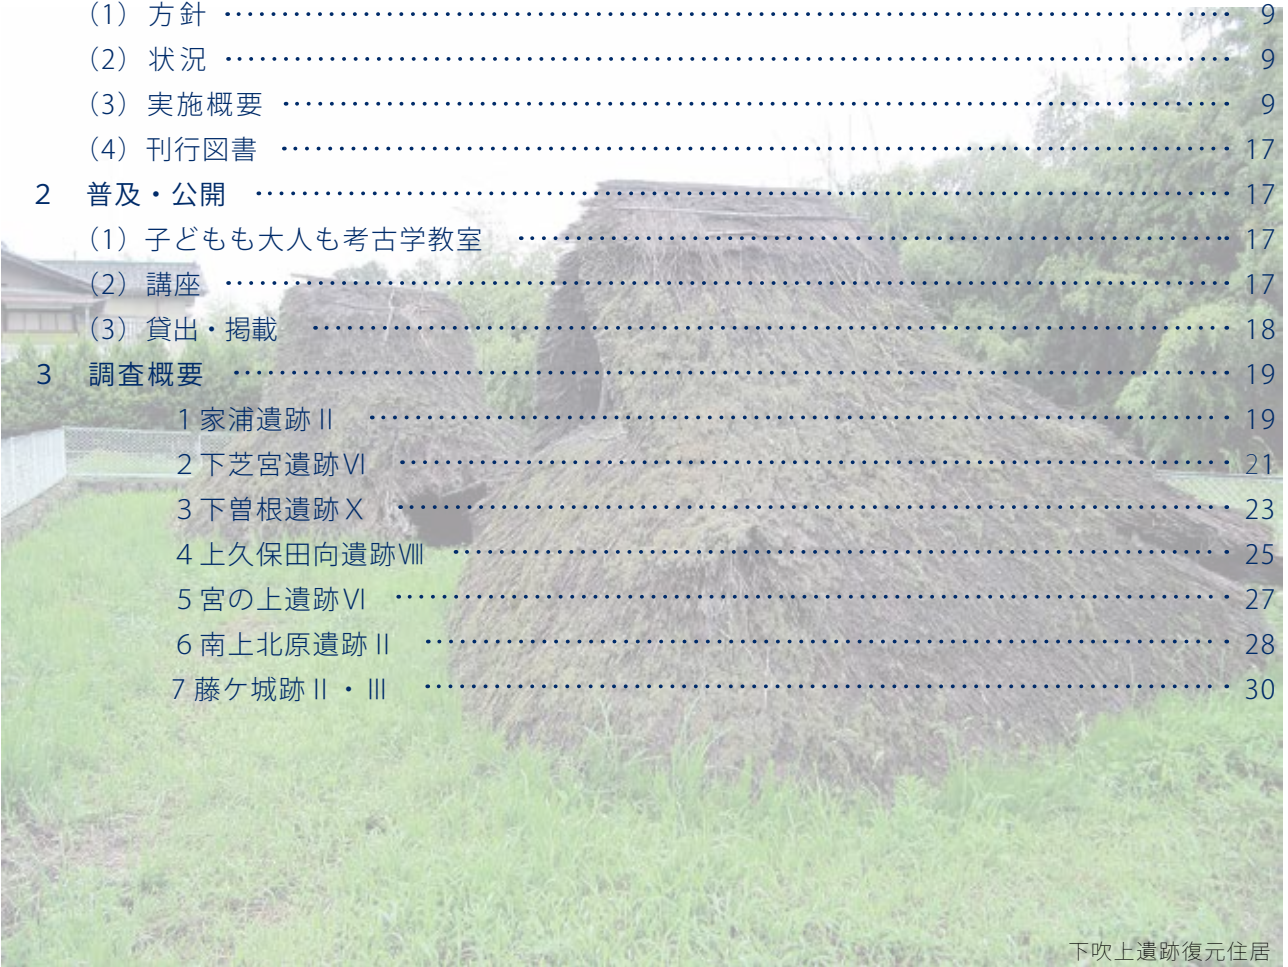 （1）方針 …………………………………………………………………… 9
（2）状況 …………………………………………………………………… 9
（3）実施概要 ……………………………………………………………… 9
（4）刊行図書 ……………………………………………………………… 17
2　普及・公開 ……………………………………………………………… 17
（1）子どもも大人も考古学教室 ………………………………………… 17
（2）講座 …………………………………………………………………… 17
（3）貸出・掲載 …………………………………………………………… 18
3　調査概要 ………………………………………………………………… 19
1 家浦遺跡Ⅱ ………………………………………………………… 19
2 下芝宮遺跡Ⅵ ……………………………………………………… 21
3 下曽根遺跡Ⅹ ……………………………………………………… 23
4 上久保田向遺跡Ⅷ ………………………………………………… 25
5 宮の上遺跡Ⅵ ……………………………………………………… 27
6 南上北原遺跡Ⅱ …………………………………………………… 28
7 藤ケ城跡Ⅱ・Ⅲ …………………………………………………… 30
下吹上遺跡復元住居